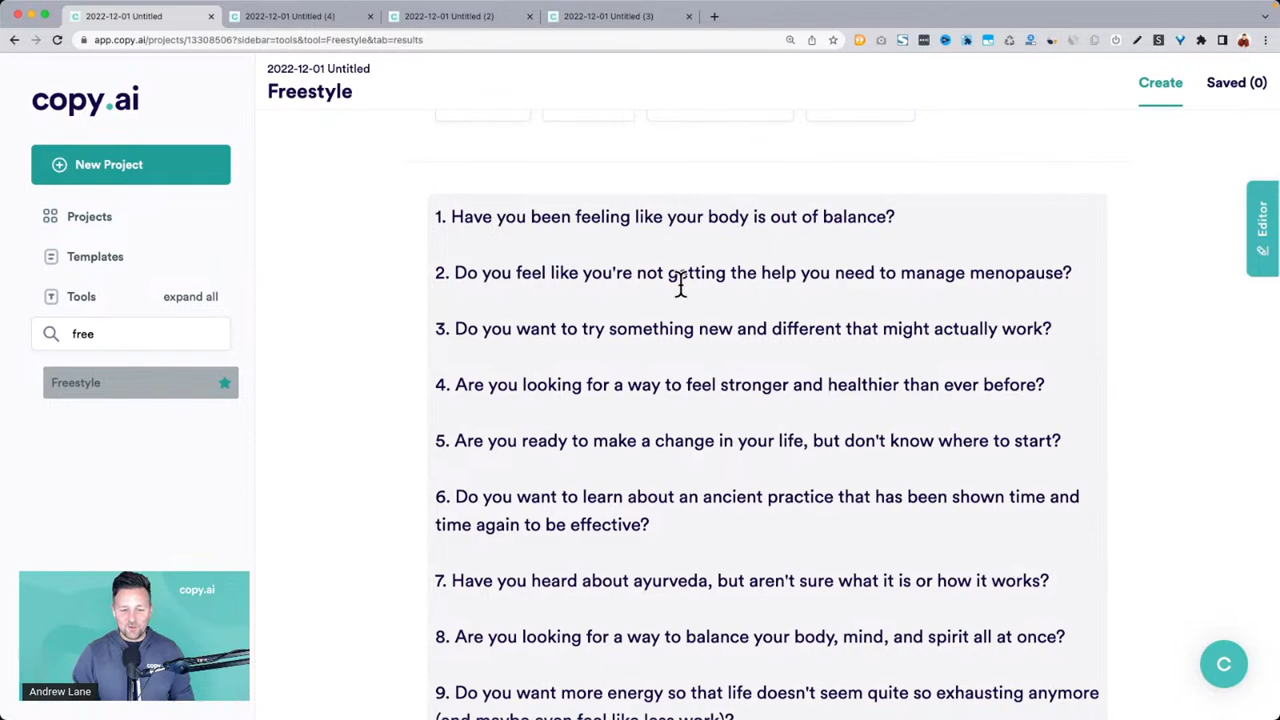 2022-12-01 Untitled
2022-12-01 Untitled (4)
2022-12-01 Untitled (2)
2022-12-01 Untitled (3)
app.copy.ai/projects/13308506?sidebar=tools&tool=Freestyle&tab=results
copy.ai
2022-12-01 Untitled
Freestyle
Create
Saved (0)
New Project
Projects
Templates
Tools
expand all
free
Freestyle
Editor
1. Have you been feeling like your body is out of balance?
2. Do you feel like you're not getting the help you need to manage menopause?
3. Do you want to try something new and different that might actually work?
4. Are you looking for a way to feel stronger and healthier than ever before?
5. Are you ready to make a change in your life, but don't know where to start?
6. Do you want to learn about an ancient practice that has been shown time and
time again to be effective?
7. Have you heard about ayurveda, but aren't sure what it is or how it works?
8. Are you looking for a way to balance your body, mind, and spirit all at once?
9. Do you want more energy so that life doesn't seem quite so exhausting anymore
(and maybe even feel like less work)?
copy.ai
Andrew Lane
C